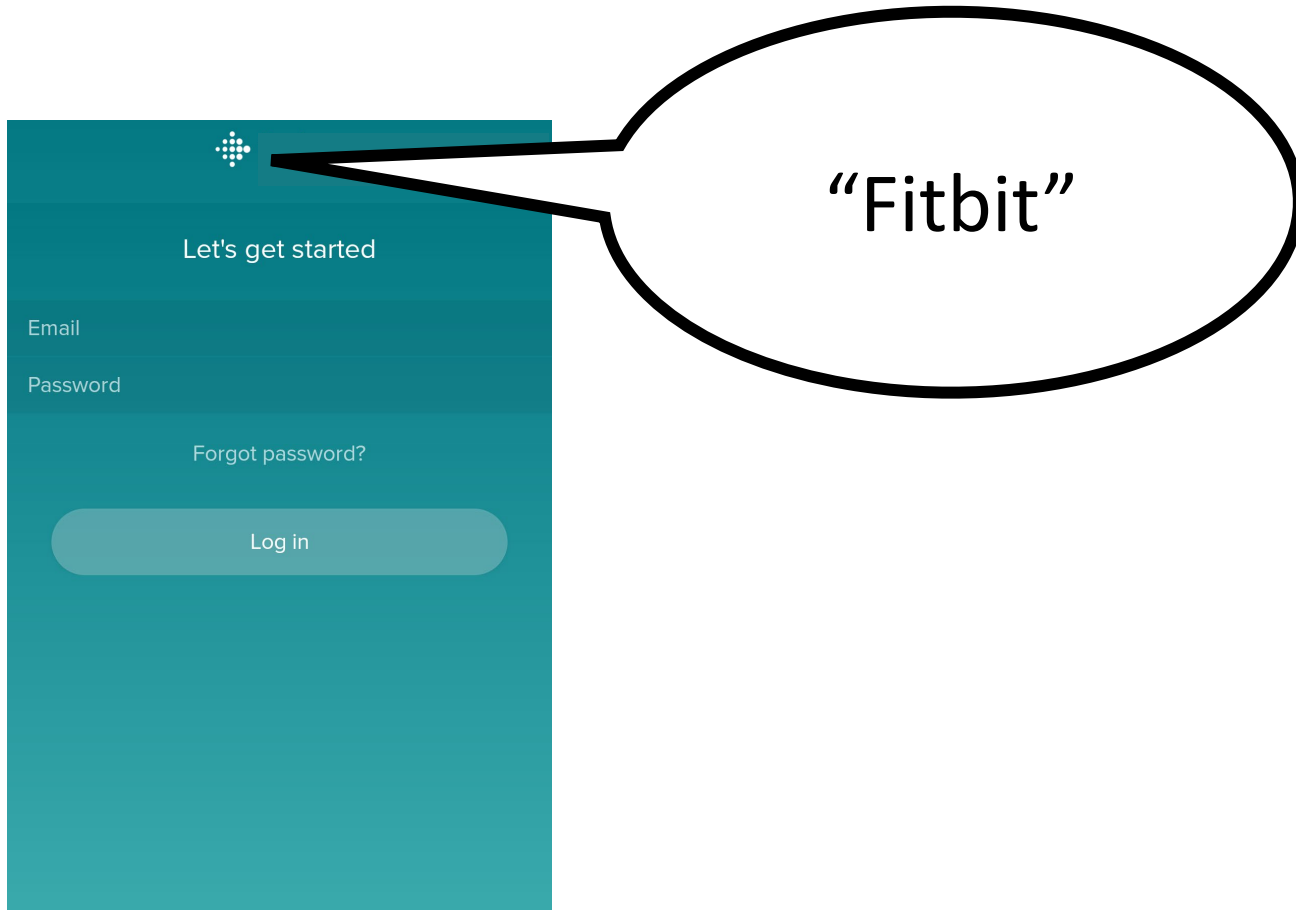 “Fitbit”
Let's get started
Email
Password
Forgot password?
Log in